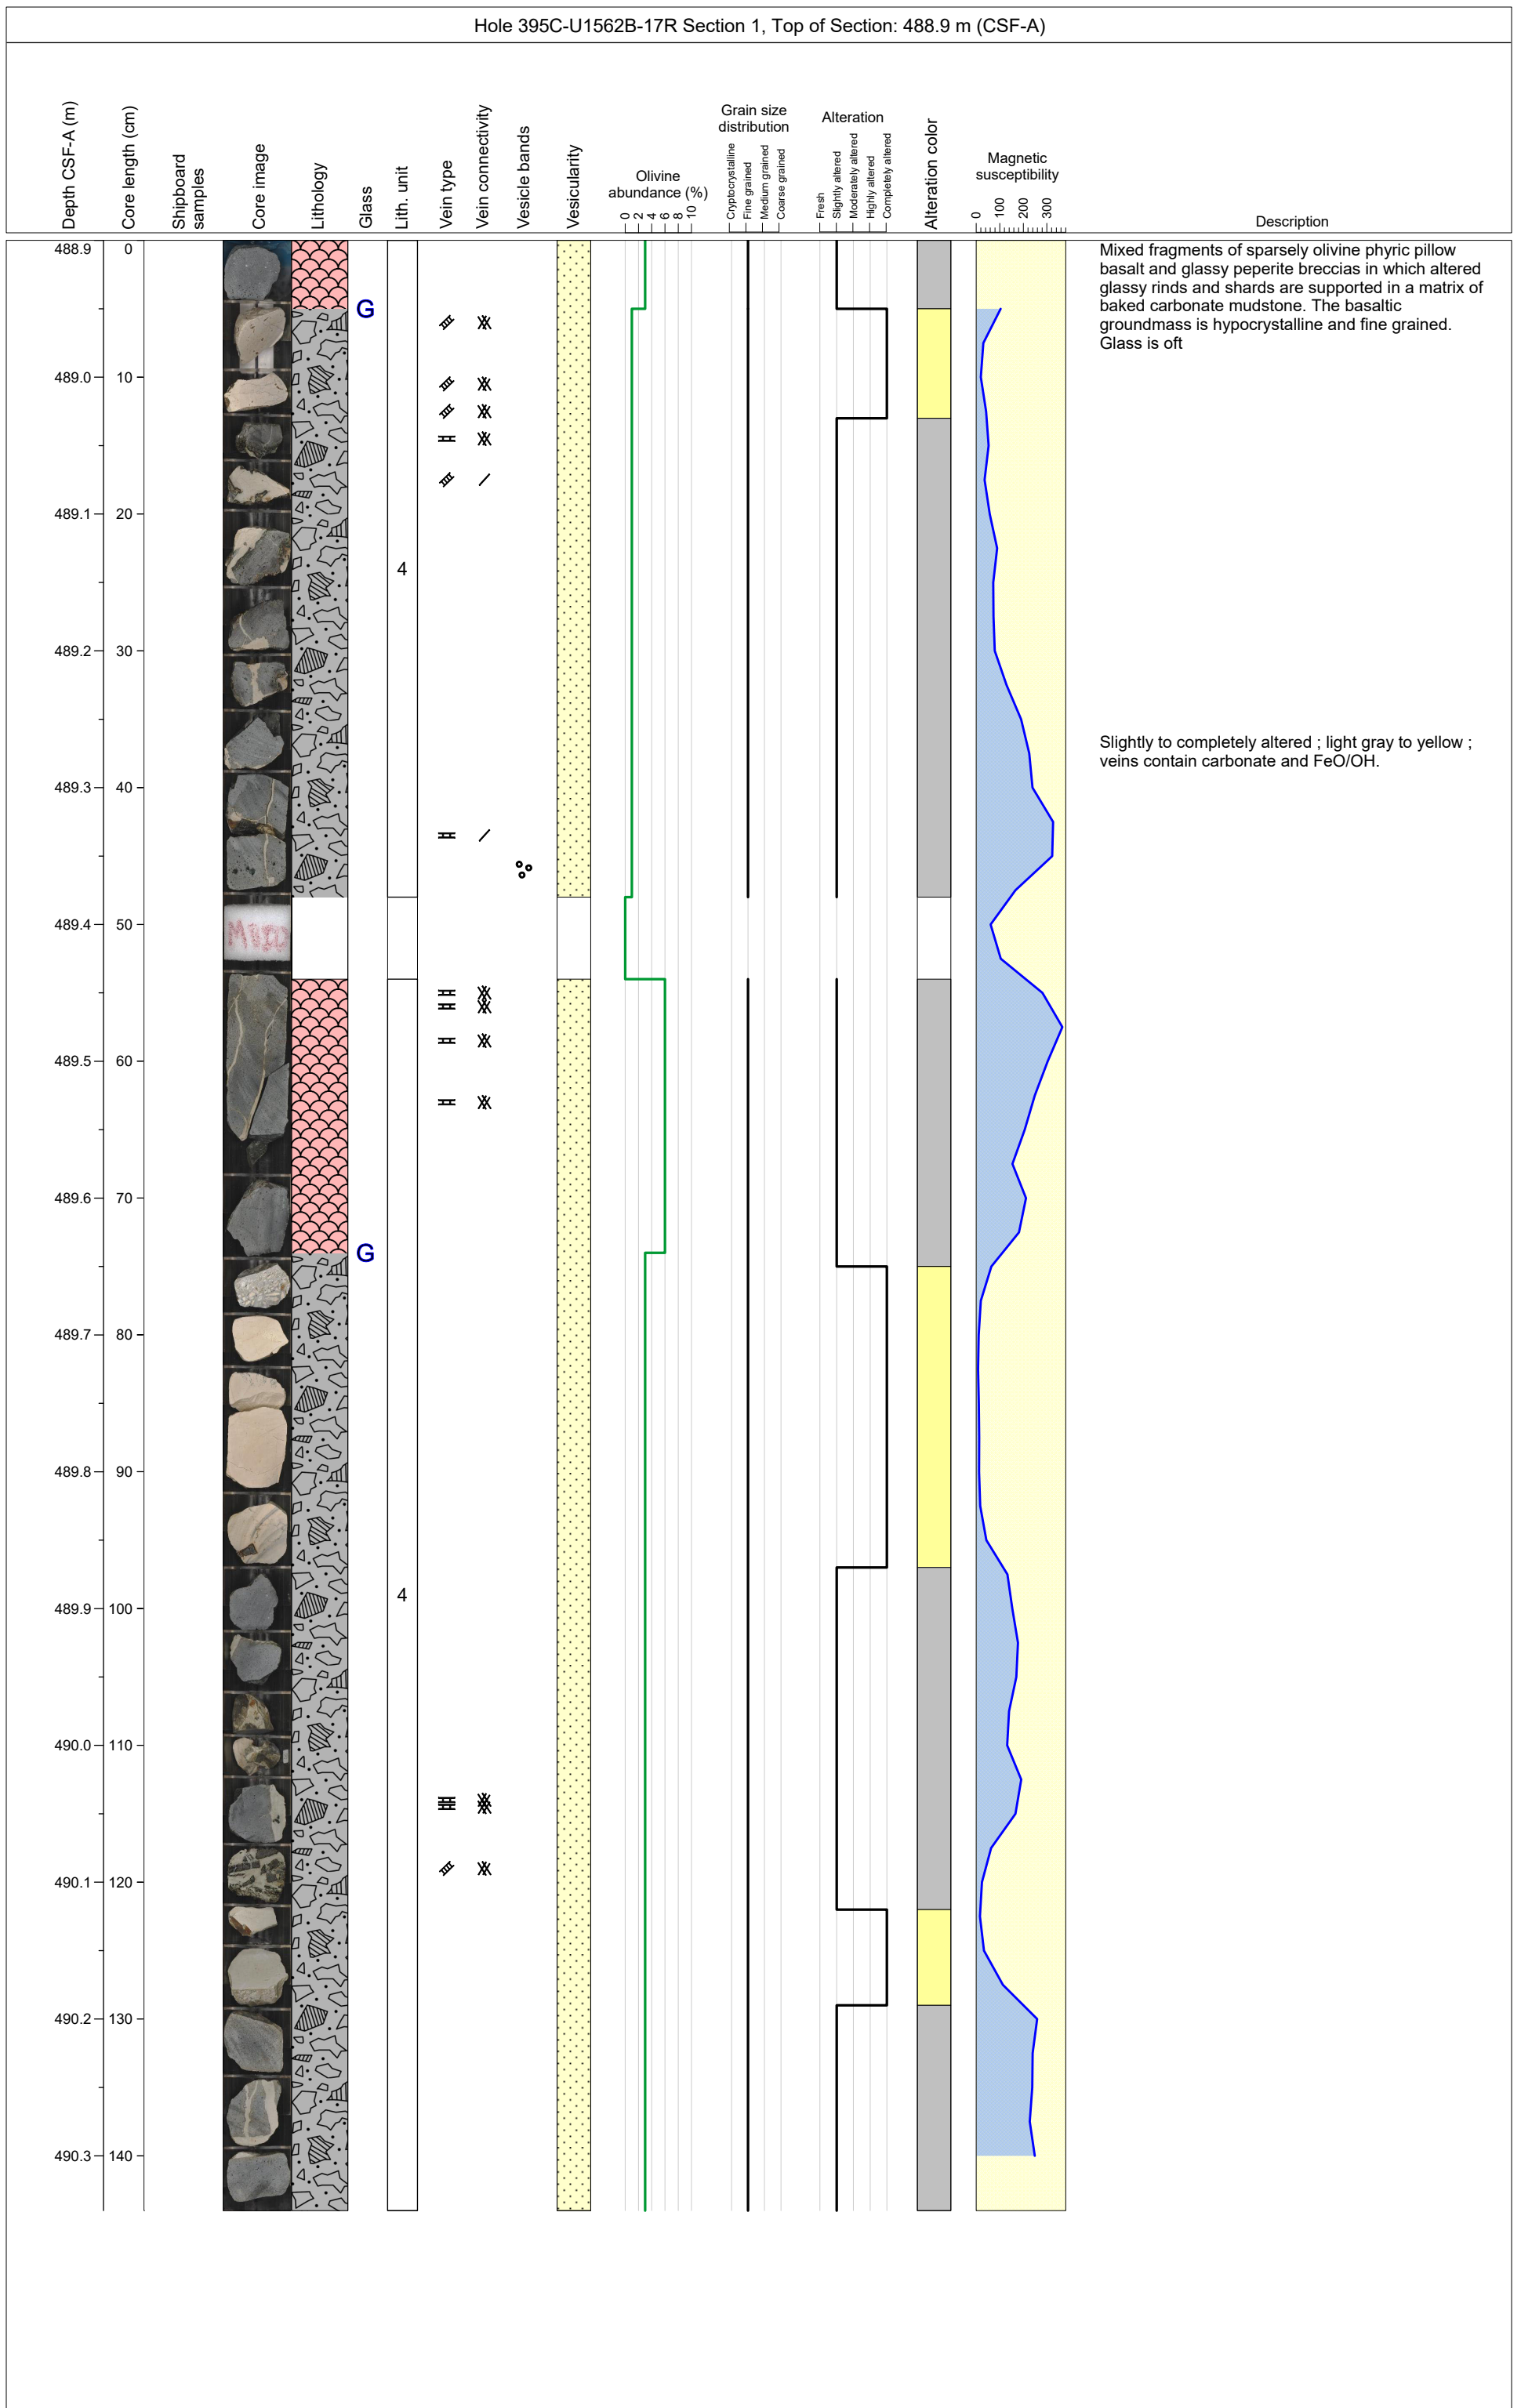 Hole 395C-U1562B-17R Section 1, Top of Section: 488.9 m (CSF-A)
Depth CSF-A (m)
Core length (cm)
Shipboard
samples
Core image
Lithology
Glass
Lith. unit
Vein type
Vein connectivity
Vesicle bands
Vesicularity
Olivine
abundance (%)
0 2 4 6 8 10
Grain size
distribution
Cryptocrystalline
Fine grained
Medium grained
Coarse grained
Alteration
Fresh
Slightly altered
Moderately altered
Highly altered
Completely altered
Alteration color
Magnetic
susceptibility
0 100 200 300
Description
488.9 0
Mixed fragments of sparsely olivine phyric pillow
basalt and glassy peperite breccias in which altered
glassy rinds and shards are supported in a matrix of
baked carbonate mudstone. The basaltic
groundmass is hypocrystalline and fine grained.
Glass is oft
G
489.0 10
489.1 20
4
489.2 30
Slightly to completely altered ; light gray to yellow ;
veins contain carbonate and FeO/OH.
489.3 40
489.4 50
489.5 60
489.6 70
G
489.7 80
489.8 90
4
489.9 100
490.0 110
490.1 120
490.2 130
490.3 140